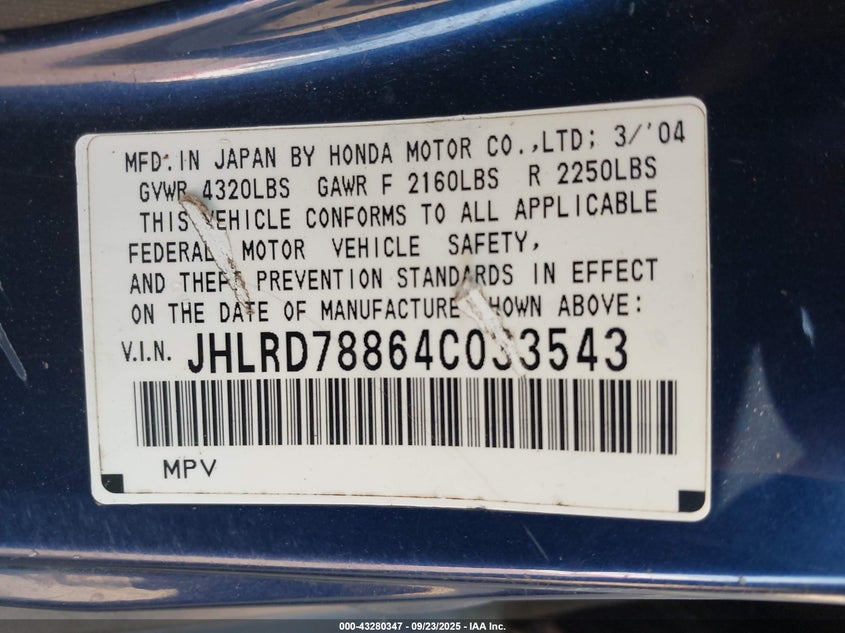 MFD.IN JAPAN BY HONDA MOTOR CO.,LTD; 3/'04
GVWR 4320LBS GAWR F 2160LBS R 2250LBS
THIS VEHICLE CONFORMS TO ALL APPLICABLE
FEDERAL MOTOR VEHICLE SAFETY,
AND THEFT PREVENTION STANDARDS IN EFFECT
ON THE DATE OF MANUFACTURE SHOWN ABOVE:
V.I.N. JHLRD78864C033543
MPV
000-43280347 - 09/23/2025 - IAA Inc.